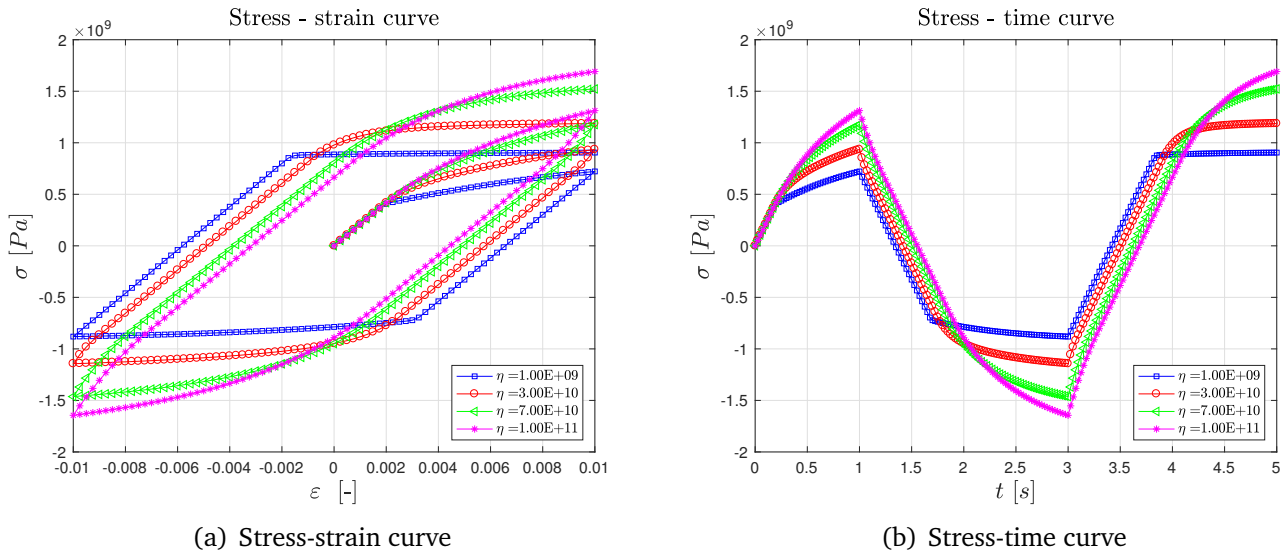 Stress - strain curve
×10⁹
2
1.5
1
0.5
0
-0.5
-1
-1.5
-2
σ [Pa]
-0.01 -0.008 -0.006 -0.004 -0.002 0 0.002 0.004 0.006 0.008 0.01
ε [-]
η =1.00E+09
η =3.00E+10
η =7.00E+10
η =1.00E+11
(a) Stress-strain curve
Stress - time curve
×10⁹
2
1.5
1
0.5
0
-0.5
-1
-1.5
-2
σ [Pa]
0 0.5 1 1.5 2 2.5 3 3.5 4 4.5 5
t [s]
η =1.00E+09
η =3.00E+10
η =7.00E+10
η =1.00E+11
(b) Stress-time curve